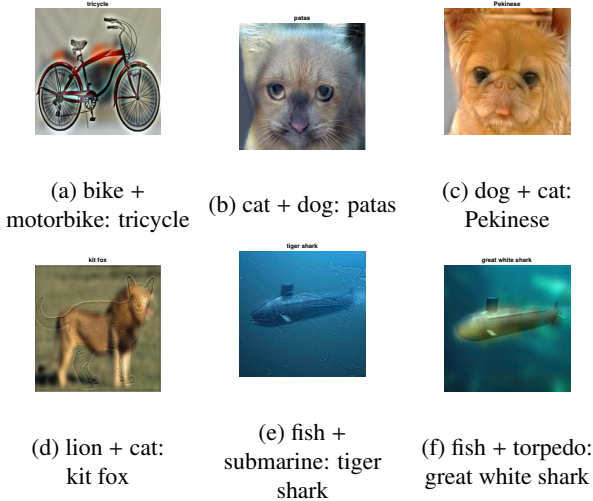 tricycle
patas
Pekinese
(a) bike +
motorbike: tricycle
(b) cat + dog: patas
(c) dog + cat:
Pekinese
kit fox
tiger shark
great white shark
(d) lion + cat:
kit fox
(e) fish +
submarine: tiger
shark
(f) fish + torpedo:
great white shark